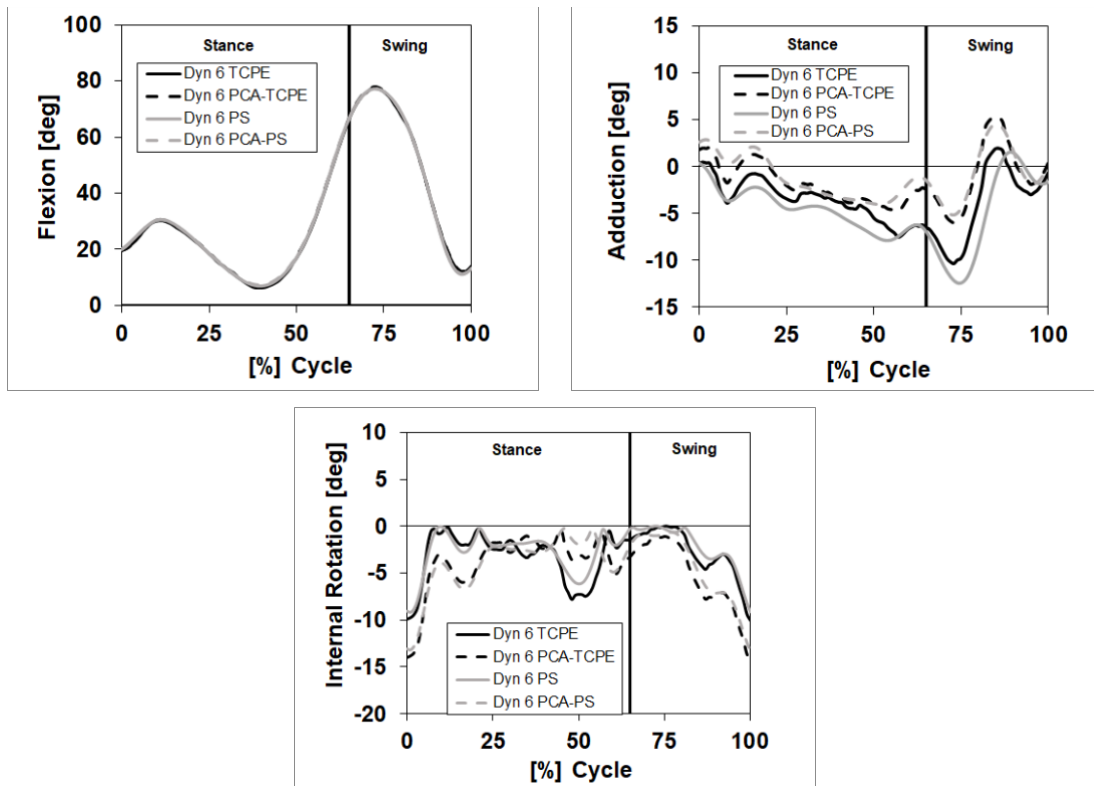 100
80
60
40
20
0
Flexion [deg]
Stance
Swing
Dyn 6 TCPE
Dyn 6 PCA-TCPE
Dyn 6 PS
Dyn 6 PCA-PS
0 25 50 75 100
[%] Cycle
15
10
5
0
-5
-10
-15
Adduction [deg]
Stance
Swing
Dyn 6 TCPE
Dyn 6 PCA-TCPE
Dyn 6 PS
Dyn 6 PCA-PS
0 25 50 75 100
[%] Cycle
10
5
0
-5
-10
-15
-20
Internal Rotation [deg]
Stance
Swing
Dyn 6 TCPE
Dyn 6 PCA-TCPE
Dyn 6 PS
Dyn 6 PCA-PS
0 25 50 75 100
[%] Cycle